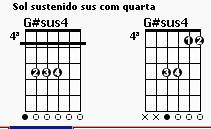 Sol sustenido sus com quarta
G#sus4 G#sus4
4ª 4ª
1 2
2 3 4 3 4
X X